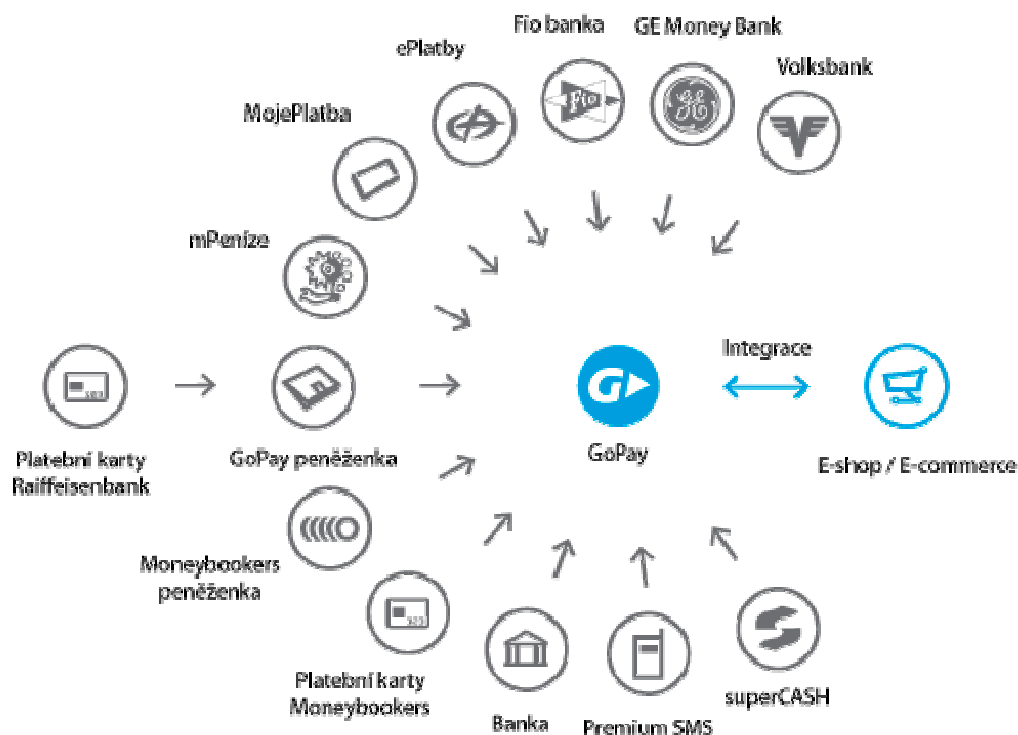 Fio banka
GE Money Bank
ePlatby
Volksbank
MojePlatba
Fio
mPeníze
Integrace
Platební karty
Raiffeisenbank
GoPay peněženka
GoPay
E-shop / E-commerce
Moneybookers
peněženka
Platební karty
Moneybookers
Banka
Premium SMS
superCASH